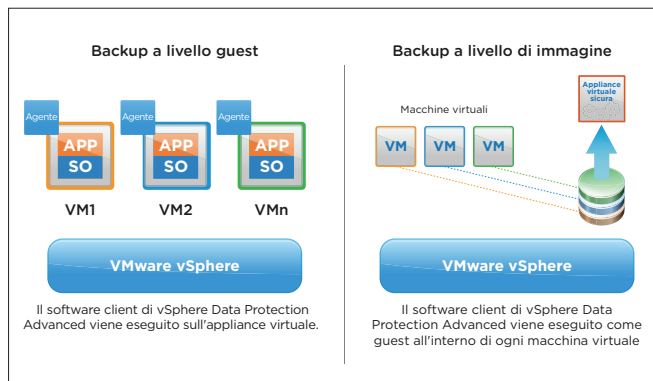 Backup a livello guest
Agente
APP
SO
VM1
Agente
APP
SO
VM2
Agente
APP
SO
VMn
VMware vSphere
Il software client di vSphere Data Protection
Advanced viene eseguito sull'appliance virtuale.
Backup a livello di immagine
Appliance
virtuale
sicura
Macchine virtuali
VM
VM
VM
VMware vSphere
Il software client di vSphere Data
Protection Advanced viene eseguito come
guest all'interno di ogni macchina virtuale